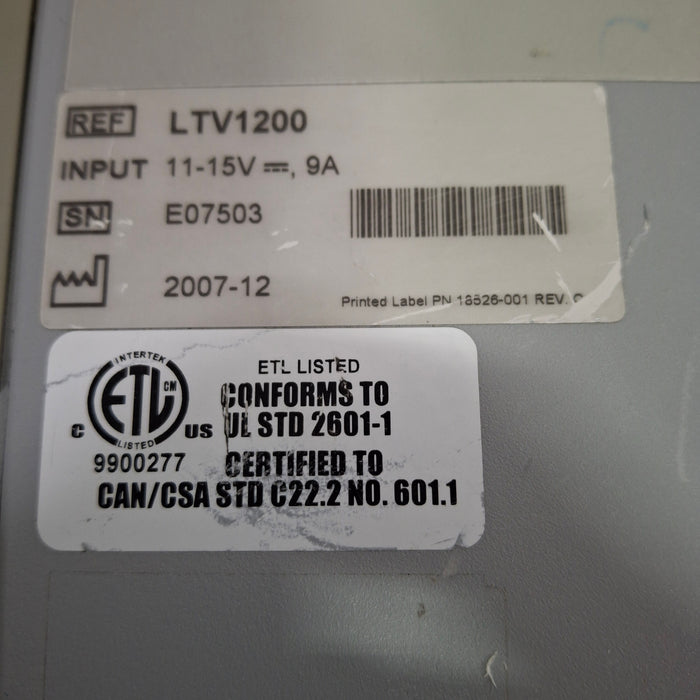 REF LTV1200
INPUT 11-15V ⎓, 9A
SN E07503
2007-12
Printed Label PN 18526-001 REV.
INTERTEK
ETL CM
LISTED
C US
9900277
ETL LISTED
CONFORMS TO
UL STD 2601-1
CERTIFIED TO
CAN/CSA STD C22.2 NO. 601.1